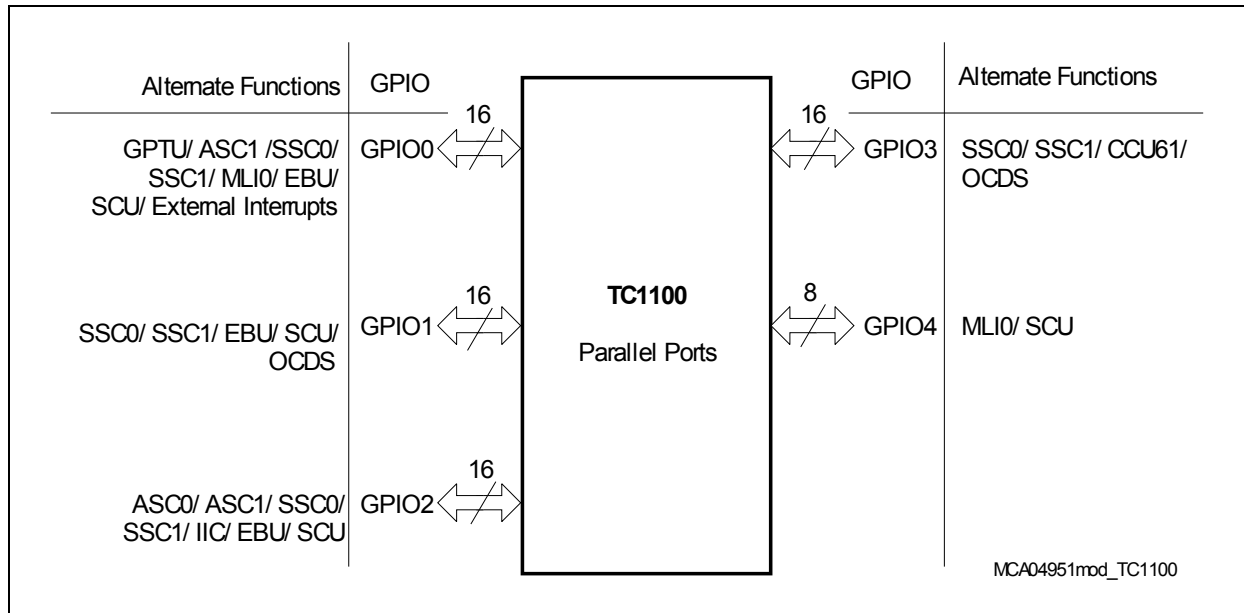 Alternate Functions GPIO
16
GPTU/ ASC1 /SSC0/ GPIO0
SSC1/ MLI0/ EBU/
SCU/ External Interrupts
16
SSC0/ SSC1/ EBU/ SCU/ GPIO1
OCDS
16
ASC0/ ASC1/ SSC0/ GPIO2
SSC1/ IIC/ EBU/ SCU
TC1100
Parallel Ports
GPIO Alternate Functions
16
GPIO3 SSC0/ SSC1/ CCU61/
OCDS
8
GPIO4 MLI0/ SCU
MCA04951mod_TC1100